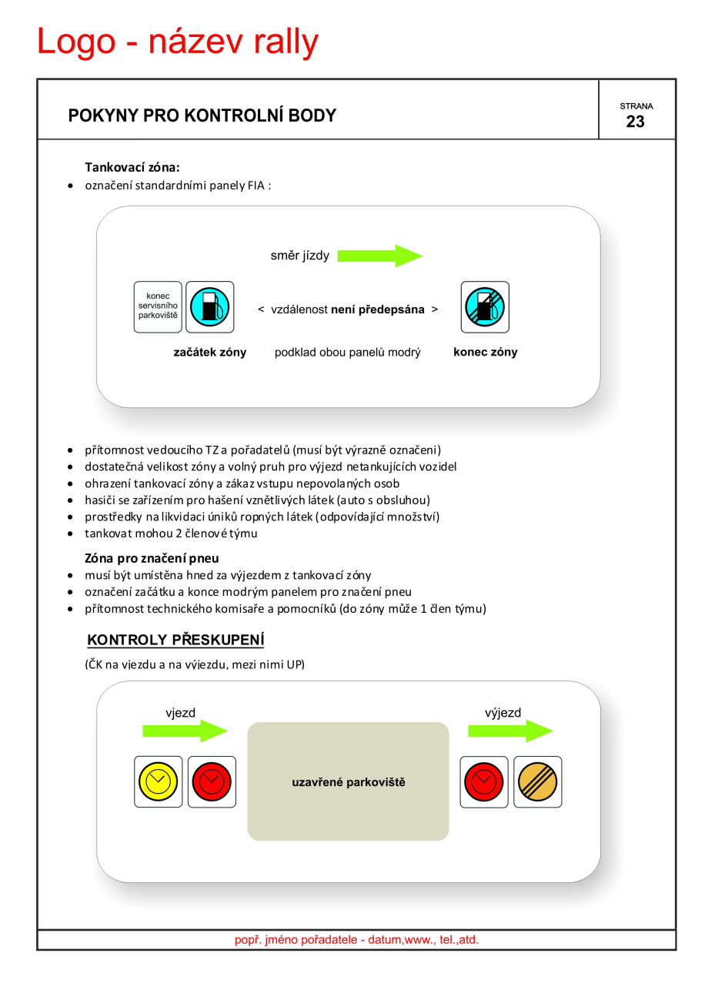 Logo - název rally
POKYNY PRO KONTROLNÍ BODY
STRANA
23
Tankovací zóna:
• označení standardními panely FIA :
směr jízdy
konec
servisního
parkoviště
< vzdálenost není předepsána >
začátek zóny podklad obou panelů modrý konec zóny
• přítomnost vedoucího TZ a pořadatelů (musí být výrazně označeni)
• dostatečná velikost zóny a volný pruh pro výjezd netankujících vozidel
• ohrazení tankovací zóny a zákaz vstupu nepovolaných osob
• hasiči se zařízením pro hašení vznětlivých látek (auto s obsluhou)
• prostředky na likvidaci úniků ropných látek (odpovídající množství)
• tankovat mohou 2 členové týmu
Zóna pro značení pneu
• musí být umístěna hned za výjezdem z tankovací zóny
• označení začátku a konce modrým panelem pro značení pneu
• přítomnost technického komisaře a pomocníků (do zóny může 1 člen týmu)
KONTROLY PŘESKUPENÍ
(ČK na vjezdu a na výjezdu, mezi nimi UP)
vjezd výjezd
uzavřené parkoviště
popř. jméno pořadatele - datum,www., tel.,atd.